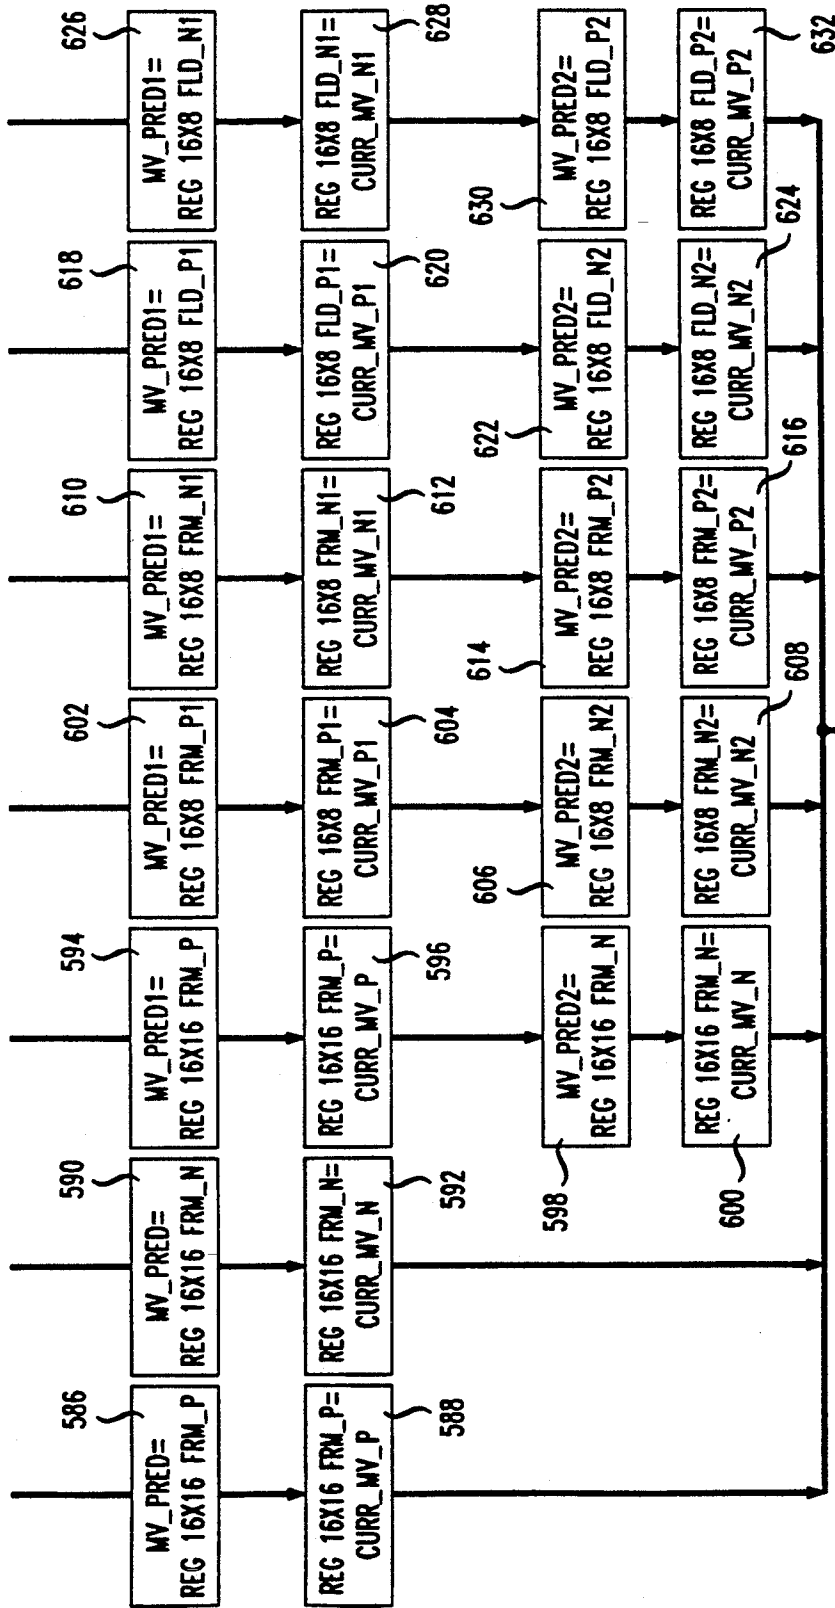 586
MV_PRED=
REG 16X16 FRM_P
REG 16X16 FRM_P=
CURR_MV_P
588
590
MV_PRED=
REG 16X16 FRM_N
REG 16X16 FRM_N=
CURR_MV_N
592
594
MV_PRED1=
REG 16X16 FRM_P
REG 16X16 FRM_P=
CURR_MV_P
596
598
MV_PRED2=
REG 16X16 FRM_N
REG 16X16 FRM_N=
CURR_MV_N
600
602
MV_PRED1=
REG 16X8 FRM_P1
REG 16X8 FRM_P1=
CURR_MV_P1
604
606
MV_PRED2=
REG 16X8 FRM_N2
REG 16X8 FRM_N2=
CURR_MV_N2
608
610
MV_PRED1=
REG 16X8 FRM_N1
REG 16X8 FRM_N1=
CURR_MV_N1
612
614
MV_PRED2=
REG 16X8 FRM_P2
REG 16X8 FRM_P2=
CURR_MV_P2
616
618
MV_PRED1=
REG 16X8 FLD_P1
REG 16X8 FLD_P1=
CURR_MV_P1
620
622
MV_PRED2=
REG 16X8 FLD_N2
REG 16X8 FLD_N2=
CURR_MV_N2
624
626
MV_PRED1=
REG 16X8 FLD_N1
REG 16X8 FLD_N1=
CURR_MV_N1
628
630
MV_PRED2=
REG 16X8 FLD_P2
REG 16X8 FLD_P2=
CURR_MV_P2
632